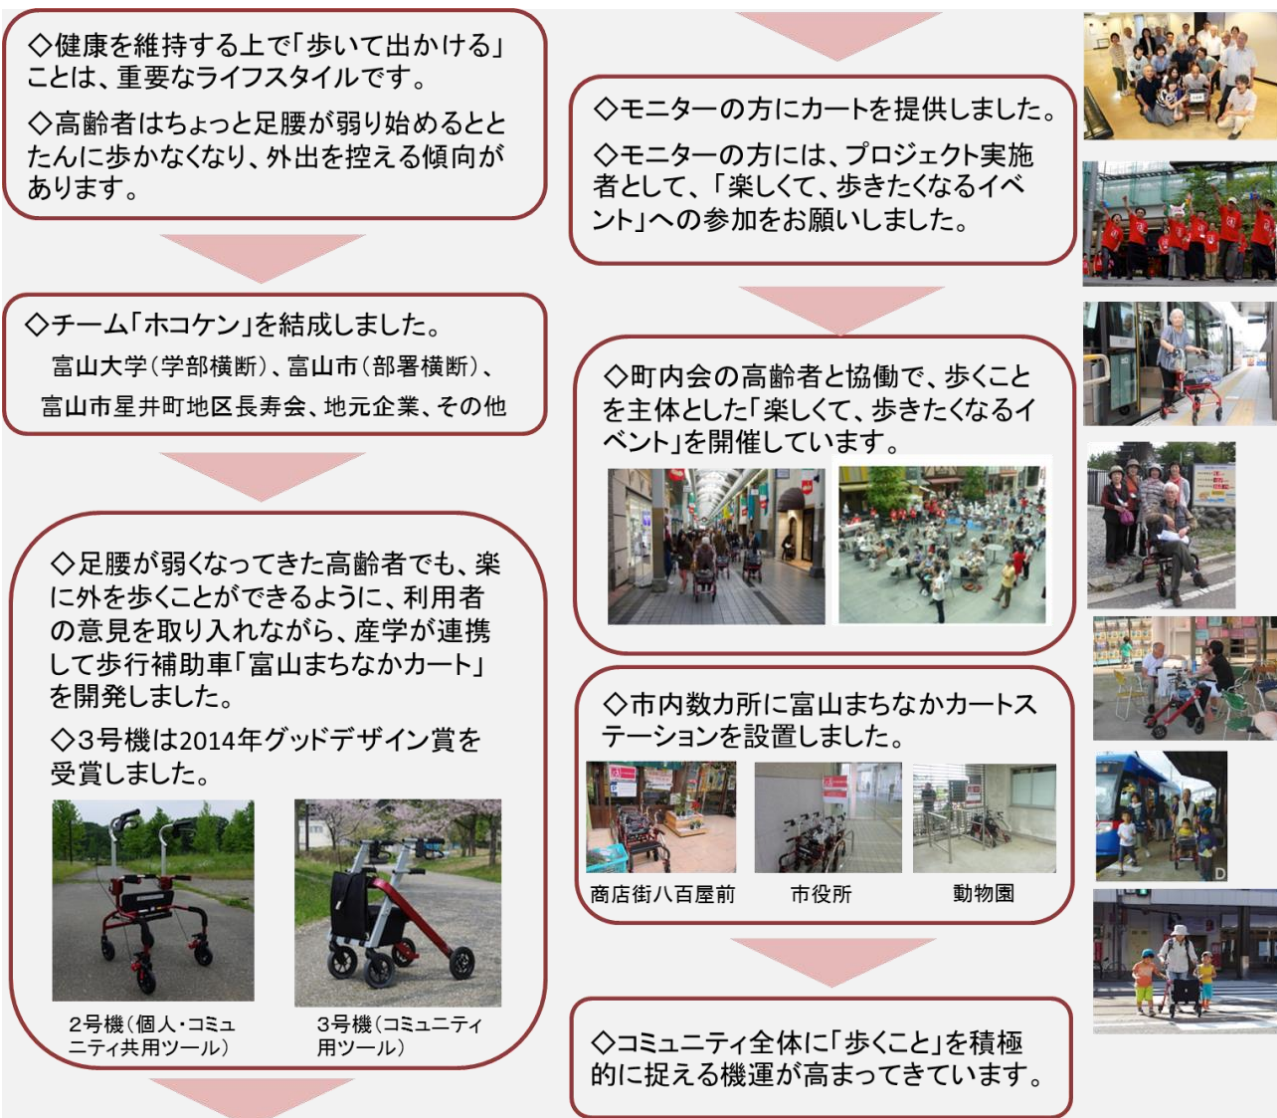 ◇健康を維持する上で「歩いて出かける」
ことは、重要なライフスタイルです。
◇高齢者はちょっと足腰が弱り始めるとと
たんに歩かなくなり、外出を控える傾向が
あります。
◇チーム「ホコケン」を結成しました。
富山大学(学部横断)、富山市(部署横断)、
富山市星井町地区長寿会、地元企業、その他
◇足腰が弱くなってきた高齢者でも、楽
に外を歩くことができるように、利用者
の意見を取り入れながら、産学が連携
して歩行補助車「富山まちなかカート」
を開発しました。
◇3号機は2014年グッドデザイン賞を
受賞しました。
2号機(個人・コミュ
ニティ共用ツール)
3号機(コミュニティ
用ツール)
◇モニターの方にカートを提供しました。
◇モニターの方には、プロジェクト実施
者として、「楽しくて、歩きたくなるイベ
ント」への参加をお願いしました。
◇町内会の高齢者と協働で、歩くこと
を主体とした「楽しくて、歩きたくなるイ
ベント」を開催しています。
◇市内数カ所に富山まちなかカートス
テーションを設置しました。
商店街八百屋前
市役所
動物園
◇コミュニティ全体に「歩くこと」を積極
的に捉える機運が高まってきています。
D